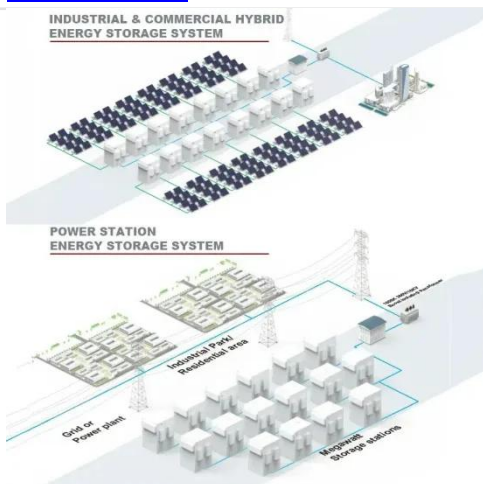 INDUSTRIAL & COMMERCIAL HYBRID
ENERGY STORAGE SYSTEM
POWER STATION
ENERGY STORAGE SYSTEM
Industrial Park/
Residential area
Grid or
Power plant
Megawatt
Storage stations